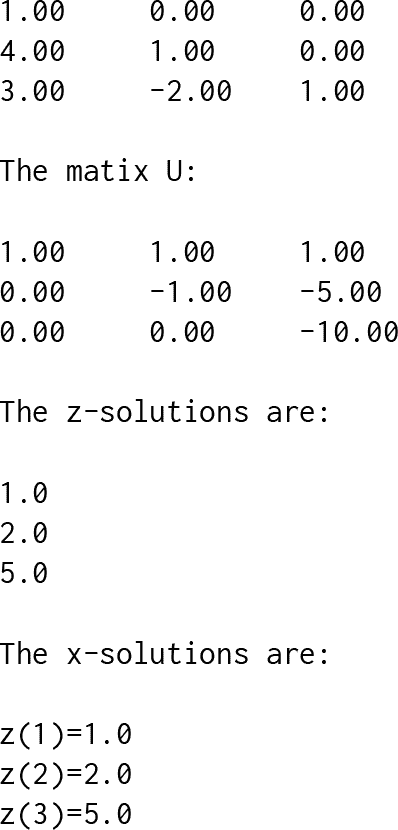 1.00 0.00 0.00
4.00 1.00 0.00
3.00 -2.00 1.00
The matix U:
1.00 1.00 1.00
0.00 -1.00 -5.00
0.00 0.00 -10.00
The z-solutions are:
1.0
2.0
5.0
The x-solutions are:
z(1)=1.0
z(2)=2.0
z(3)=5.0